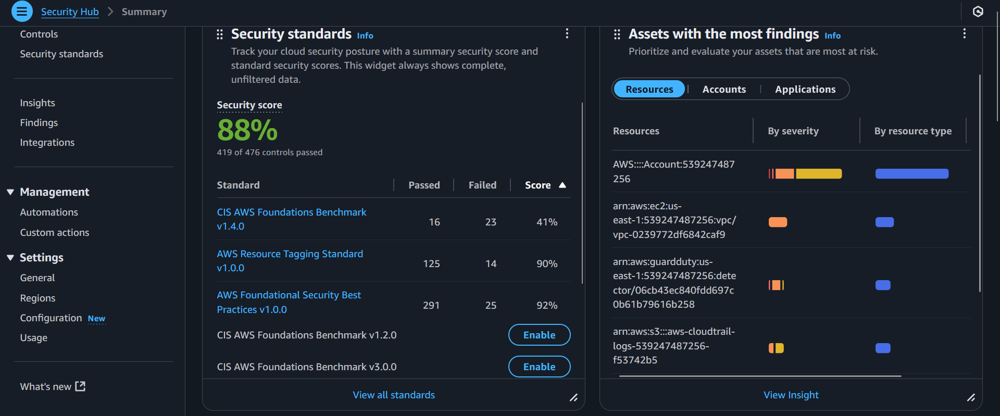 Security Hub
Summary
Controls
Security standards
Insights
Findings
Integrations
Management
Automations
Custom actions
Settings
General
Regions
Configuration New
Usage
What's new
Security standards Info
Track your cloud security posture with a summary security score and
standard security scores. This widget always shows complete,
unfiltered data.
Security score
88%
419 of 476 controls passed
Standard Passed Failed Score
CIS AWS Foundations Benchmark
v1.4.0
16 23 41%
AWS Resource Tagging Standard
v1.0.0
125 14 90%
AWS Foundational Security Best
Practices v1.0.0
291 25 92%
CIS AWS Foundations Benchmark v1.2.0 Enable
CIS AWS Foundations Benchmark v3.0.0 Enable
View all standards
Assets with the most findings Info
Prioritize and evaluate your assets that are most at risk.
Resources Accounts Applications
Resources By severity By resource type
AWS::::Account:539247487
256
arn:aws:ec2:us-
east-1:539247487256:vpc/
vpc-0239772df6842caf9
arn:aws:guardduty:us-
east-1:539247487256:dete
ctor/06cb43ec840fdd697c
0b61b79616b258
arn:aws:s3:::aws-cloudtrail-
logs-539247487256-
f53742b5
View Insight